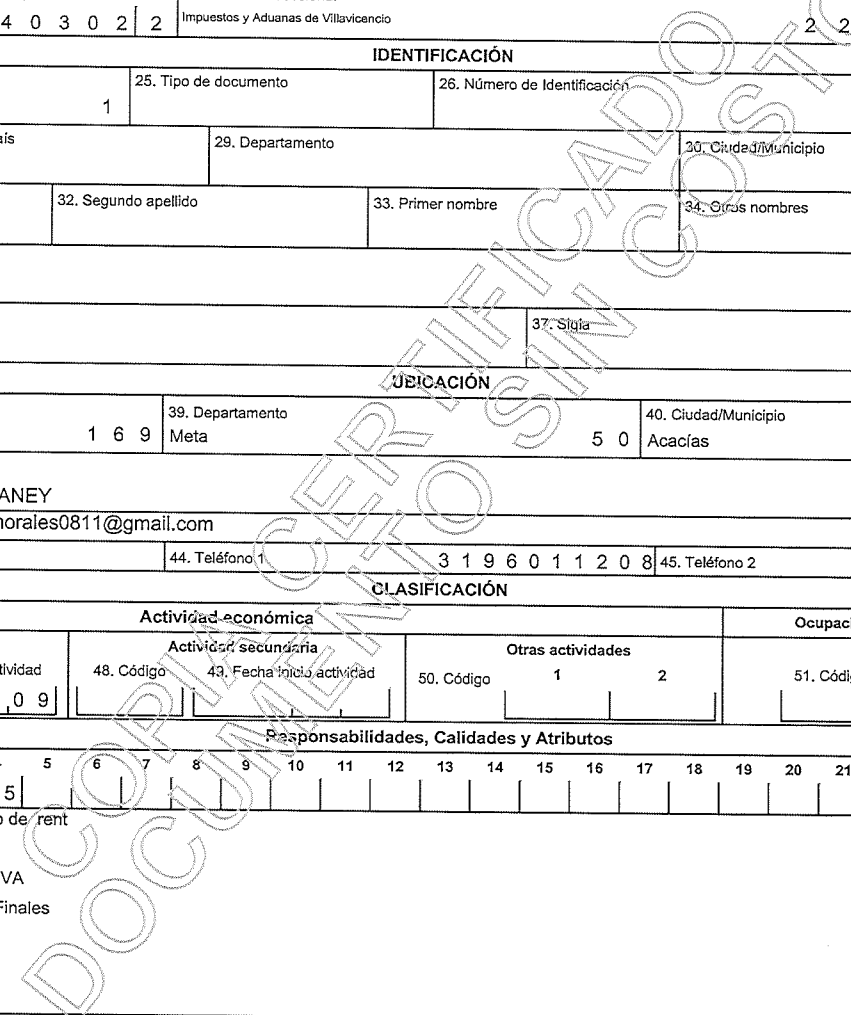 4 0 3 0 2 2 Impuestos y Aduanas de Villavicencio 2 2
IDENTIFICACIÓN
25. Tipo de documento 26. Número de Identificación
1
29. Departamento 30. Ciudad/Municipio
32. Segundo apellido 33. Primer nombre 34. Otros nombres
37. Sigla
UBICACIÓN
39. Departamento 40. Ciudad/Municipio
1 6 9 Meta 5 0 Acacías
ANEY
morales0811@gmail.com
44. Teléfono 1 3 1 9 6 0 1 1 2 0 8 45. Teléfono 2
CLASIFICACIÓN
Actividad económica Ocupaci
Actividad secundaria Otras actividades
tividad 48. Código 49. Fecha inicio actividad 50. Código 1 2 51. Códi
0 9
Responsabilidades, Calidades y Atributos
5 6 7 8 9 10 11 12 13 14 15 16 17 18 19 20 21
5
o de rent
VA
Finales
COPIA CERTIFICADO
DOCUMENTO SIN COSTO